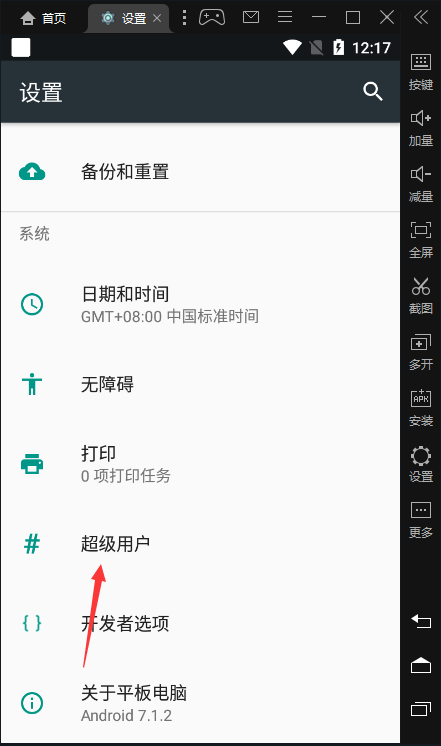 首页
设置
12:17
设置
备份和重置
系统
日期和时间
GMT+08:00 中国标准时间
无障碍
打印
0 项打印任务
#
超级用户
{ }
开发者选项
关于平板电脑
Android 7.1.2
按键
加量
减量
全屏
截图
多开
APK
安装
设置
更多